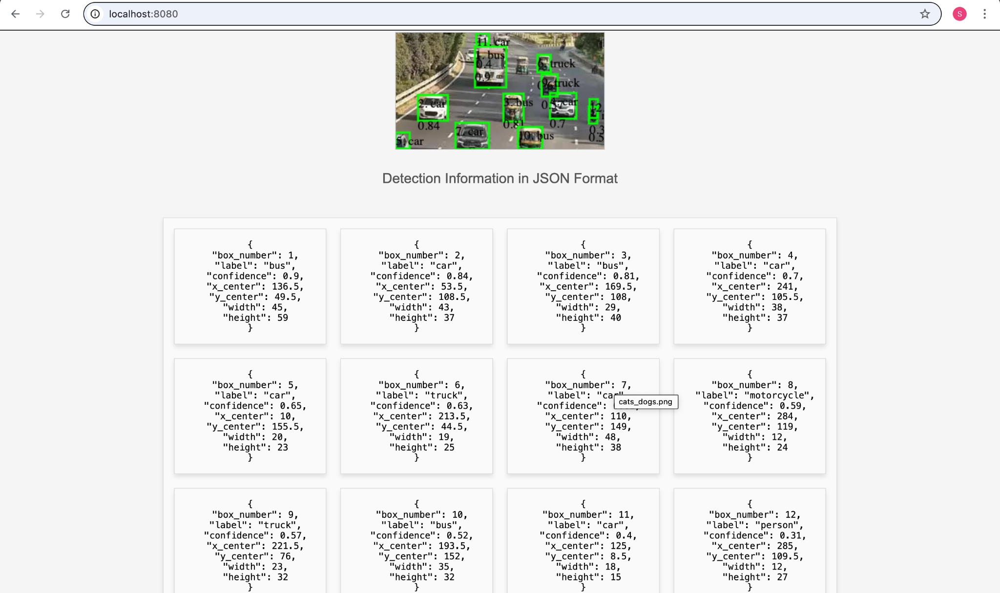 localhost:8080
S
11. car
1. bus
0.4
0.9
6. truck
9. truck
2. car
3. bus
4. car
0.57
12.
0.84
0.81
0.7
7. car
10. bus
0.3
0.5
5. car
Detection Information in JSON Format
{
"box_number": 1,
"label": "bus",
"confidence": 0.9,
"x_center": 136.5,
"y_center": 49.5,
"width": 45,
"height": 59
}
{
"box_number": 2,
"label": "car",
"confidence": 0.84,
"x_center": 53.5,
"y_center": 108.5,
"width": 43,
"height": 37
}
{
"box_number": 3,
"label": "bus",
"confidence": 0.81,
"x_center": 169.5,
"y_center": 108,
"width": 29,
"height": 40
}
{
"box_number": 4,
"label": "car",
"confidence": 0.7,
"x_center": 241,
"y_center": 105.5,
"width": 38,
"height": 37
}
{
"box_number": 5,
"label": "car",
"confidence": 0.65,
"x_center": 10,
"y_center": 155.5,
"width": 20,
"height": 23
}
{
"box_number": 6,
"label": "truck",
"confidence": 0.63,
"x_center": 213.5,
"y_center": 44.5,
"width": 19,
"height": 25
}
{
"box_number": 7,
"label": "car"
"confidence":
"x_center": 110,
"y_center": 149,
"width": 48,
"height": 38
}
cats_dogs.png
{
"box_number": 8,
"label": "motorcycle",
"confidence": 0.59,
"x_center": 284,
"y_center": 119,
"width": 12,
"height": 24
}
{
"box_number": 9,
"label": "truck",
"confidence": 0.57,
"x_center": 221.5,
"y_center": 76,
"width": 23,
"height": 32
}
{
"box_number": 10,
"label": "bus",
"confidence": 0.52,
"x_center": 193.5,
"y_center": 152,
"width": 35,
"height": 32
}
{
"box_number": 11,
"label": "car",
"confidence": 0.4,
"x_center": 125,
"y_center": 8.5,
"width": 18,
"height": 15
}
{
"box_number": 12,
"label": "person",
"confidence": 0.31,
"x_center": 285,
"y_center": 109.5,
"width": 12,
"height": 27
}